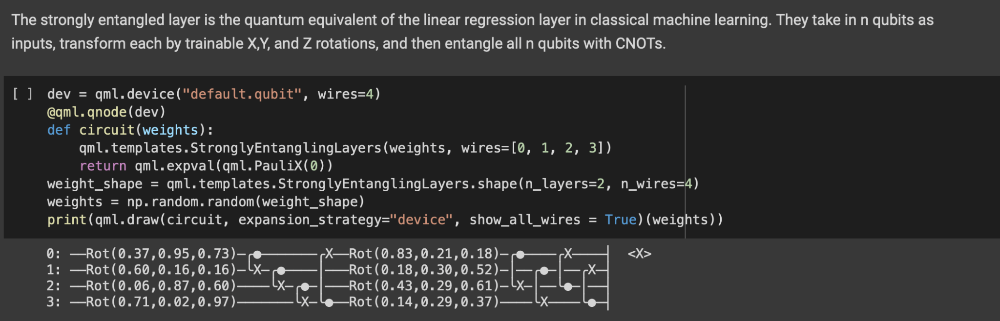 The strongly entangled layer is the quantum equivalent of the linear regression layer in classical machine learning. They take in n qubits as
inputs, transform each by trainable X,Y, and Z rotations, and then entangle all n qubits with CNOTs.
[ ] dev = qml.device("default.qubit", wires=4)
@qml.qnode(dev)
def circuit(weights):
    qml.templates.StronglyEntanglingLayers(weights, wires=[0, 1, 2, 3])
    return qml.expval(qml.PauliX(0))
weight_shape = qml.templates.StronglyEntanglingLayers.shape(n_layers=2, n_wires=4)
weights = np.random.random(weight_shape)
print(qml.draw(circuit, expansion_strategy="device", show_all_wires = True)(weights))
0: ──Rot(0.37,0.95,0.73)─╭●───────╭X──Rot(0.83,0.21,0.18)─╭●────╭X────┤  <X>
1: ──Rot(0.60,0.16,0.16)─╰X─╭●────│───Rot(0.18,0.30,0.52)─│──╭●─│──╭X─┤
2: ──Rot(0.06,0.87,0.60)────╰X─╭●─│───Rot(0.43,0.29,0.61)─╰X─│──╰●─│──┤
3: ──Rot(0.71,0.02,0.97)───────╰X─╰●──Rot(0.14,0.29,0.37)────╰X────╰●─┤